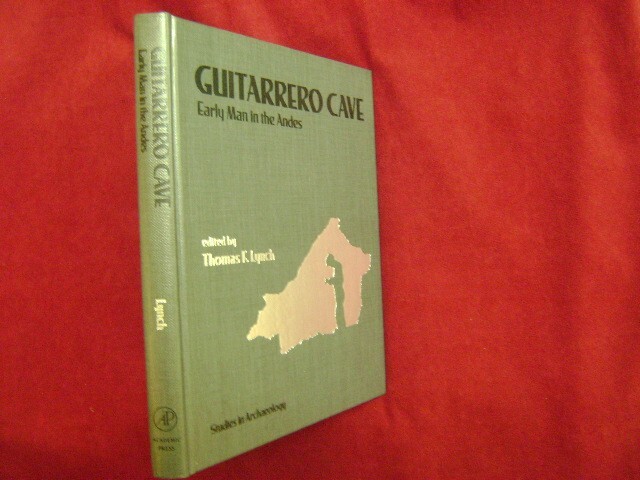 GUITARRERO CAVE
Early Man in the Andes
edited by
Thomas F. Lynch
Studies in Archaeology
GUITARRERO CAVE
Early Man in the Andes
Lynch
AP
ACADEMIC
PRESS